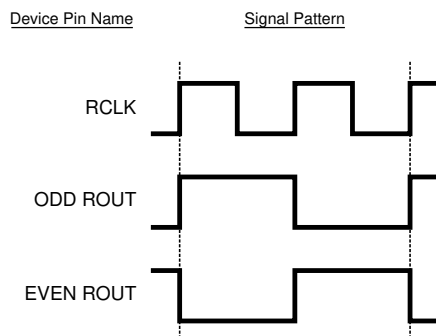 Device Pin Name Signal Pattern
RCLK
ODD ROUT
EVEN ROUT